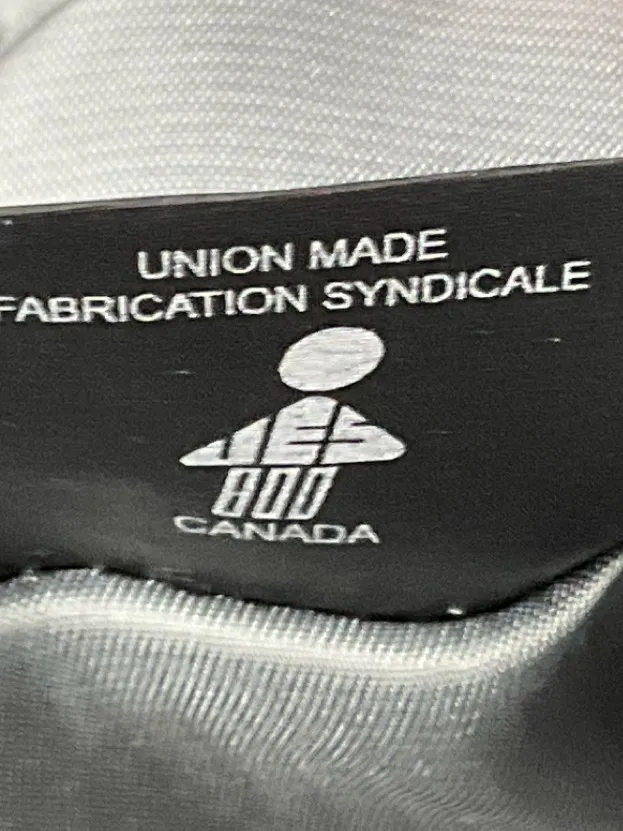 UNION MADE
FABRICATION SYNDICALE
UES
800
CANADA